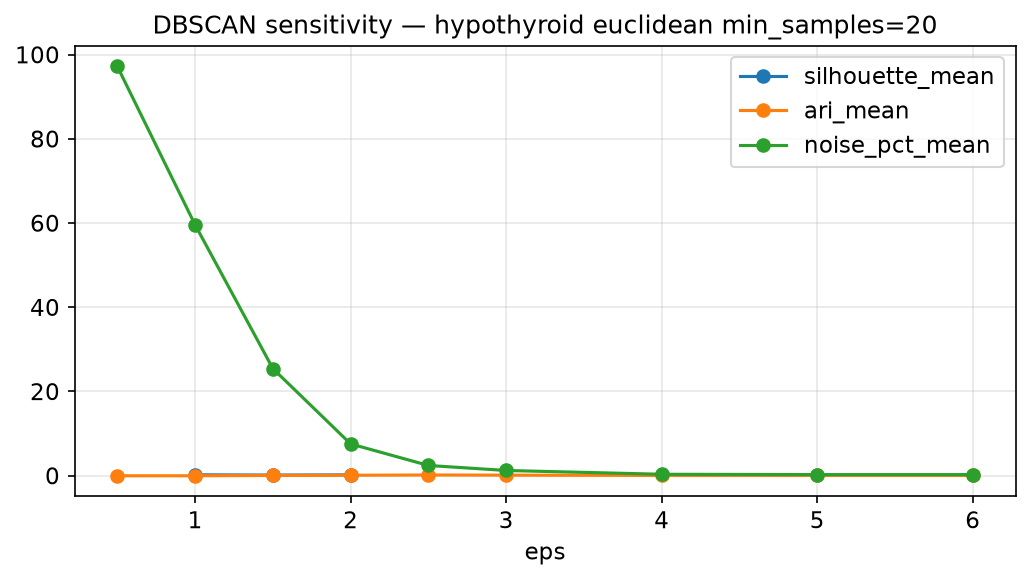 DBSCAN sensitivity — hypothyroid euclidean min_samples=20
100
80
60
40
20
0
silhouette_mean
ari_mean
noise_pct_mean
1 2 3 4 5 6
eps